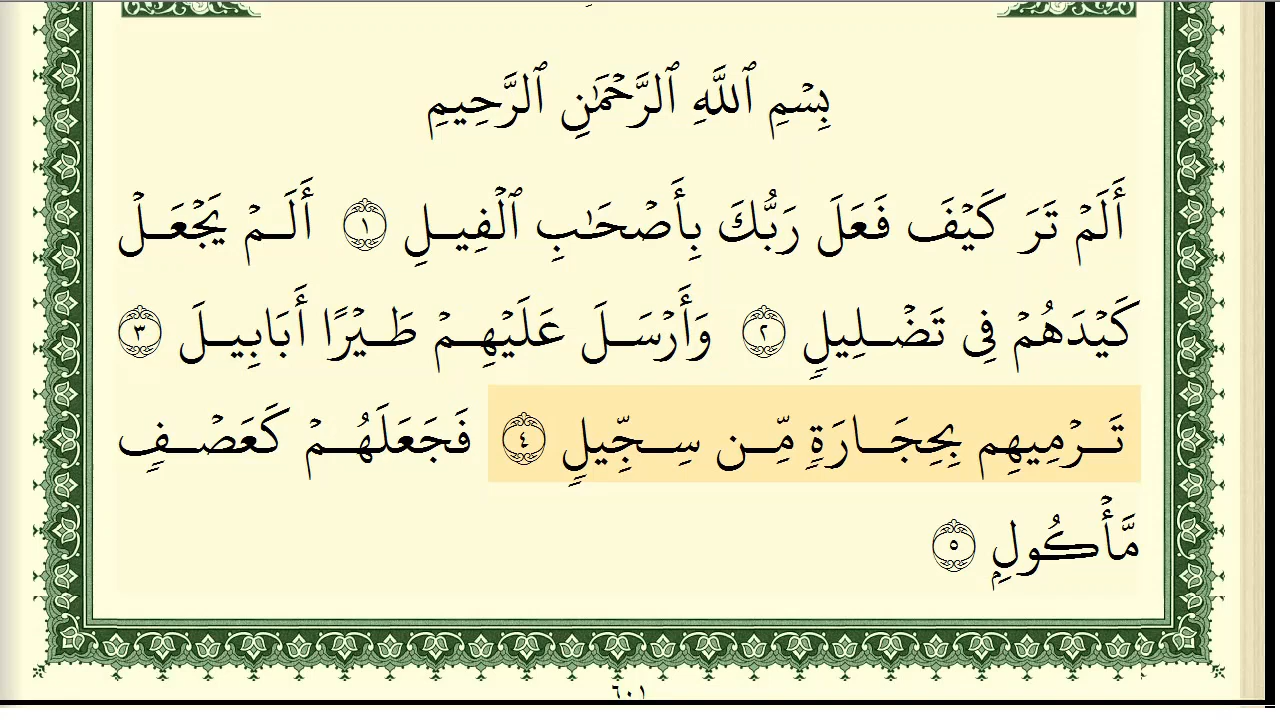 بِسْمِ ٱللَّهِ ٱلرَّحْمَٰنِ ٱلرَّحِيمِ
أَلَمْ تَرَ كَيْفَ فَعَلَ رَبُّكَ بِأَصْحَٰبِ ٱلْفِيلِ ١ أَلَمْ يَجْعَلْ
كَيْدَهُمْ فِى تَضْلِيلٍ ٢ وَأَرْسَلَ عَلَيْهِمْ طَيْرًا أَبَابِيلَ ٣
تَرْمِيهِم بِحِجَارَةٍ مِّن سِجِّيلٍ ٤ فَجَعَلَهُمْ كَعَصْفٍ
مَّأْكُولٍۭ ٥
٦٠١